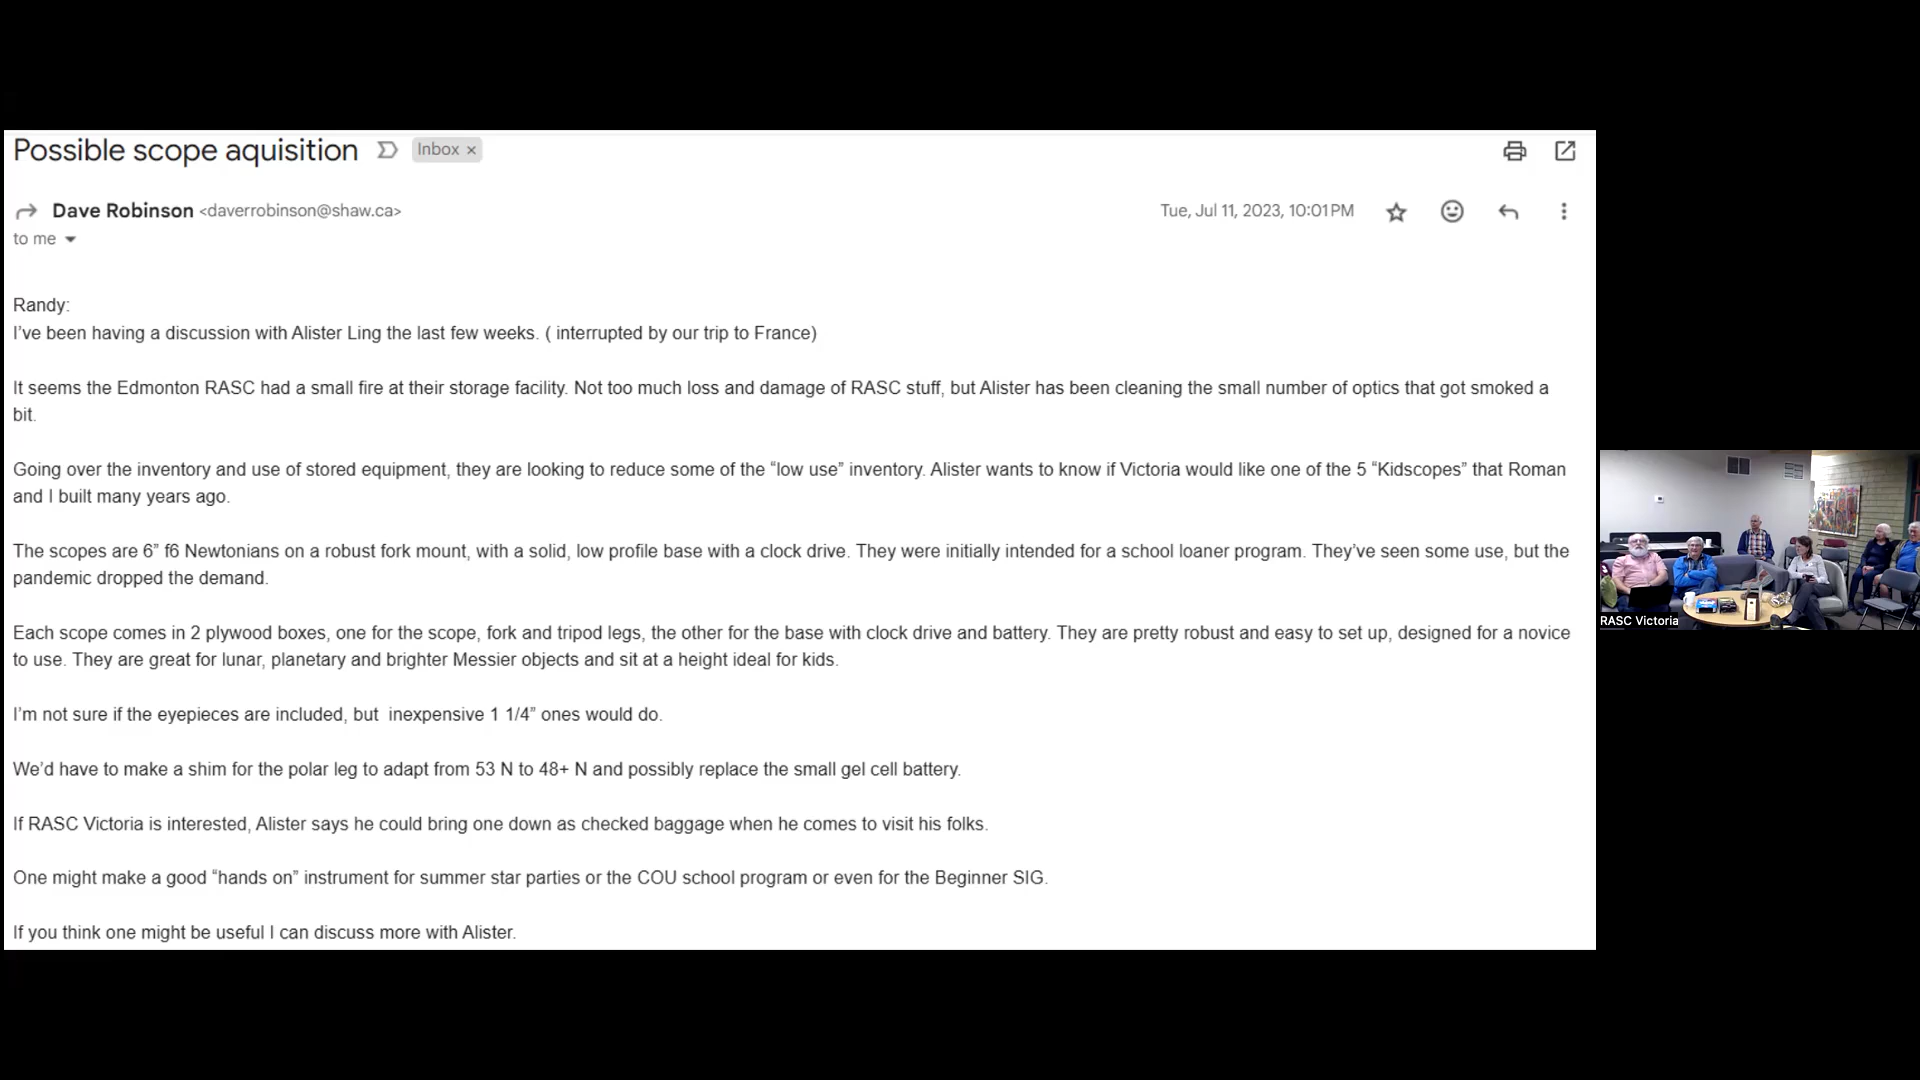 Possible scope aquisition Inbox ×
Dave Robinson <daverrobinson@shaw.ca> Tue, Jul 11, 2023, 10:01 PM
to me
Randy:
I’ve been having a discussion with Alister Ling the last few weeks. ( interrupted by our trip to France)
It seems the Edmonton RASC had a small fire at their storage facility. Not too much loss and damage of RASC stuff, but Alister has been cleaning the small number of optics that got smoked a
bit.
Going over the inventory and use of stored equipment, they are looking to reduce some of the “low use” inventory. Alister wants to know if Victoria would like one of the 5 “Kidscopes” that Roman
and I built many years ago.
The scopes are 6” f6 Newtonians on a robust fork mount, with a solid, low profile base with a clock drive. They were initially intended for a school loaner program. They’ve seen some use, but the
pandemic dropped the demand.
Each scope comes in 2 plywood boxes, one for the scope, fork and tripod legs, the other for the base with clock drive and battery. They are pretty robust and easy to set up, designed for a novice
to use. They are great for lunar, planetary and brighter Messier objects and sit at a height ideal for kids.
I’m not sure if the eyepieces are included, but  inexpensive 1 1/4” ones would do.
We’d have to make a shim for the polar leg to adapt from 53 N to 48+ N and possibly replace the small gel cell battery.
If RASC Victoria is interested, Alister says he could bring one down as checked baggage when he comes to visit his folks.
One might make a good “hands on” instrument for summer star parties or the COU school program or even for the Beginner SIG.
If you think one might be useful I can discuss more with Alister.
RASC Victoria